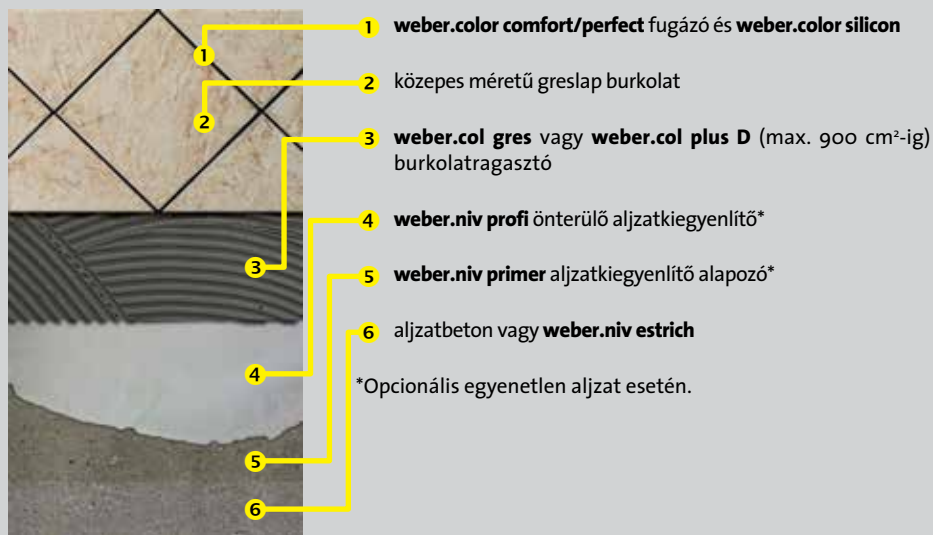 1 weber.color comfort/perfect fugázó és weber.color silicon
2 közepes méretű greslap burkolat
3 weber.col gres vagy weber.col plus D (max. 900 cm²-ig)
burkolatragasztó
4 weber.niv profi önterülő aljzatkiegyenlítő*
5 weber.niv primer aljzatkiegyenlítő alapozó*
6 aljzatbeton vagy weber.niv estrich
*Opcionális egyenetlen aljzat esetén.
1
2
3
4
5
6